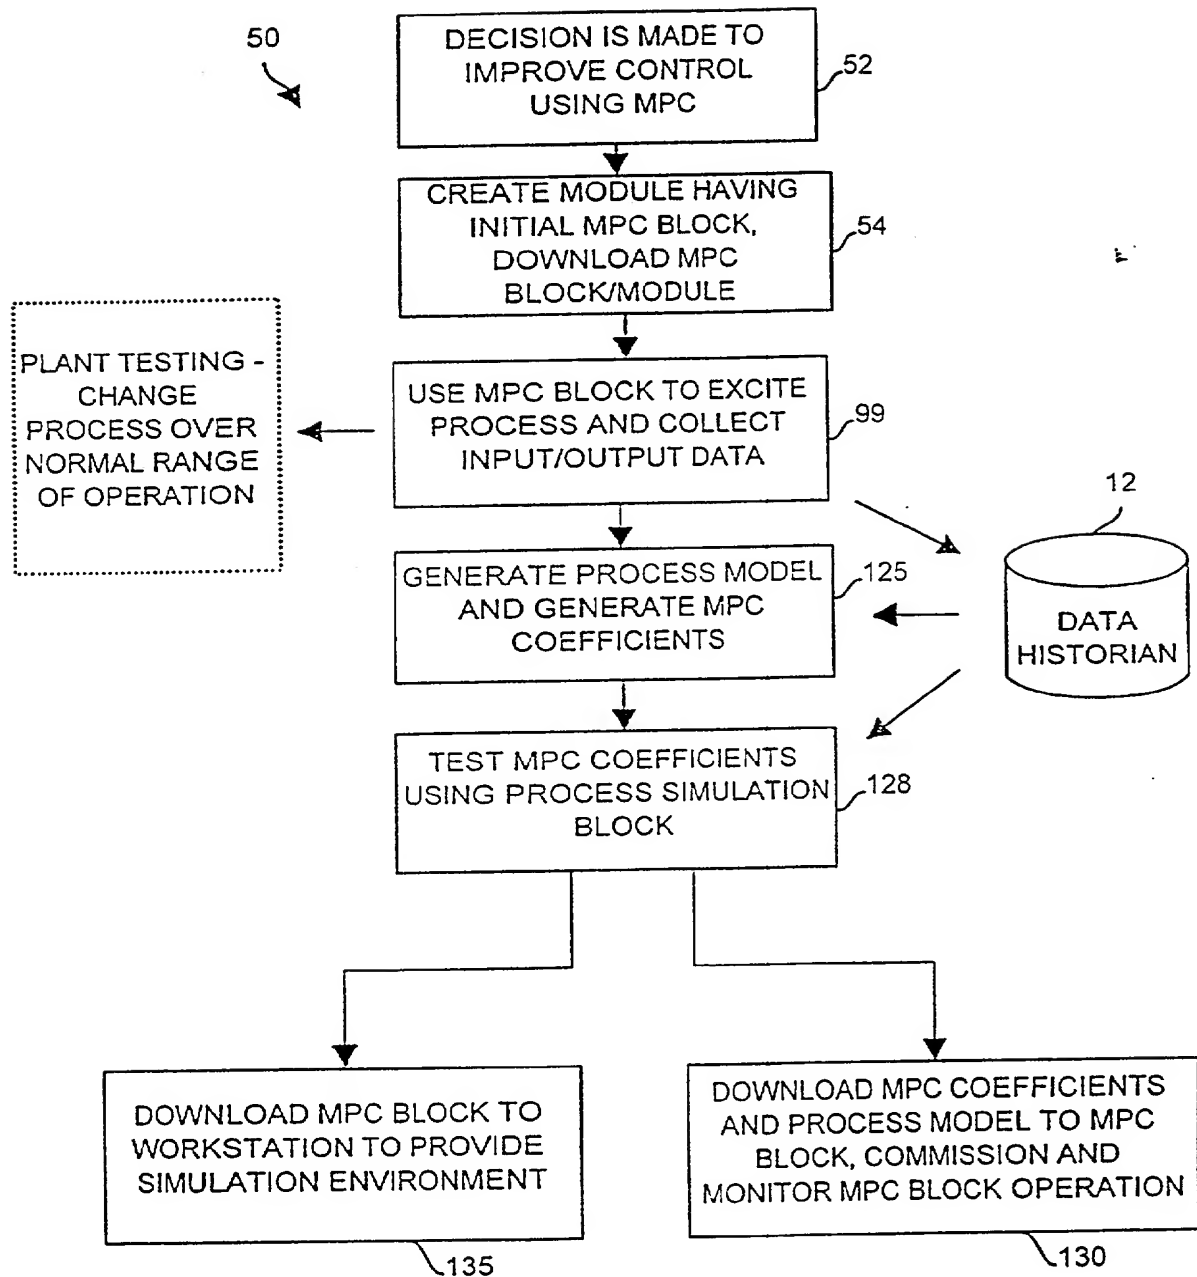 50
DECISION IS MADE TO
IMPROVE CONTROL
USING MPC
52
CREATE MODULE HAVING
INITIAL MPC BLOCK,
DOWNLOAD MPC
BLOCK/MODULE
54
PLANT TESTING -
CHANGE
PROCESS OVER
NORMAL RANGE
OF OPERATION
USE MPC BLOCK TO EXCITE
PROCESS AND COLLECT
INPUT/OUTPUT DATA
99
12
DATA
HISTORIAN
GENERATE PROCESS MODEL
AND GENERATE MPC
COEFFICIENTS
125
TEST MPC COEFFICIENTS
USING PROCESS SIMULATION
BLOCK
128
DOWNLOAD MPC BLOCK TO
WORKSTATION TO PROVIDE
SIMULATION ENVIRONMENT
135
DOWNLOAD MPC COEFFICIENTS
AND PROCESS MODEL TO MPC
BLOCK, COMMISSION AND
MONITOR MPC BLOCK OPERATION
130